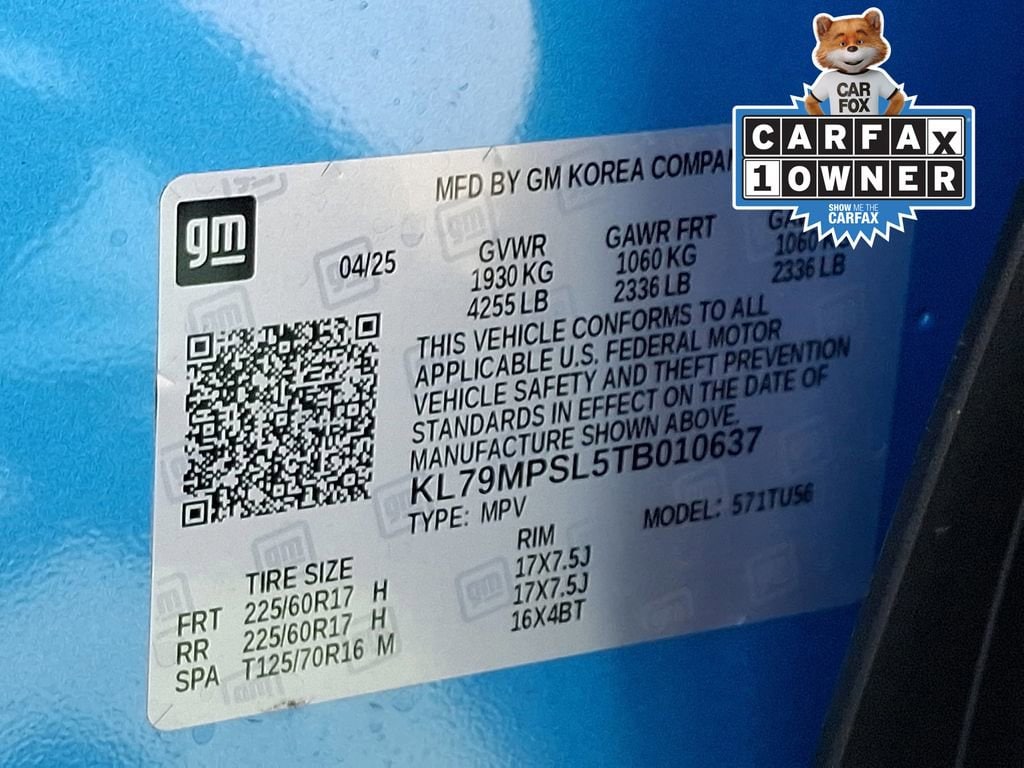 CAR
FOX
CARFAX
1 OWNER
SHOW ME THE
CARFAX
MFD BY GM KOREA
gm
04/25
GVWR
1930 KG
4255 LB
GAWR FRT
1060 KG
2336 LB
1060
2336 LB
THIS VEHICLE CONFORMS TO ALL
APPLICABLE U.S. FEDERAL MOTOR
VEHICLE SAFETY AND THEFT PREVENTION
STANDARDS IN EFFECT ON THE DATE OF
MANUFACTURE SHOWN ABOVE.
KL79MPSL5TB010637
TYPE: MPV MODEL: 571TU56
TIRE SIZE RIM
FRT 225/60R17 H 17X7.5J
RR 225/60R17 H 17X7.5J
SPA T125/70R16 M 16X4BT